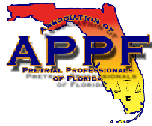 ASSOCIATION OF
APPF
PRETRIAL PROFESSIONALS
OF FLORIDA